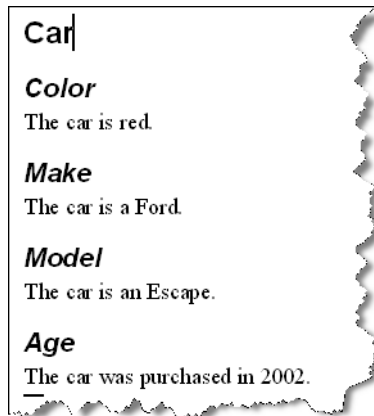 Car
Color
The car is red.
Make
The car is a Ford.
Model
The car is an Escape.
Age
The car was purchased in 2002.